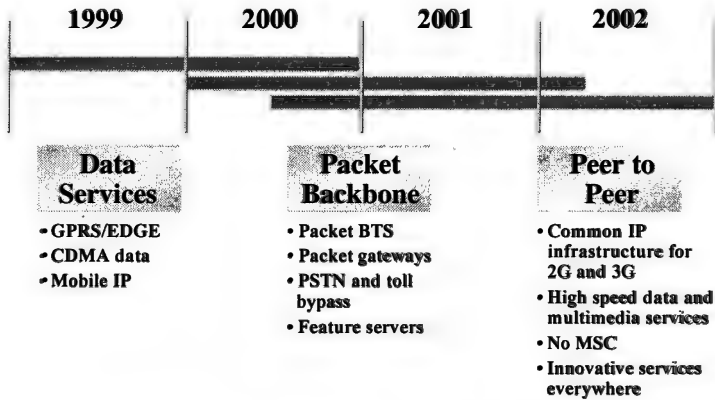 1999 2000 2001 2002
Data
Services
• GPRS/EDGE
• CDMA data
• Mobile IP
Packet
Backbone
• Packet BTS
• Packet gateways
• PSTN and toll
bypass
• Feature servers
Peer to
Peer
• Common IP
infrastructure for
2G and 3G
• High speed data and
multimedia services
• No MSC
• Innovative services
everywhere